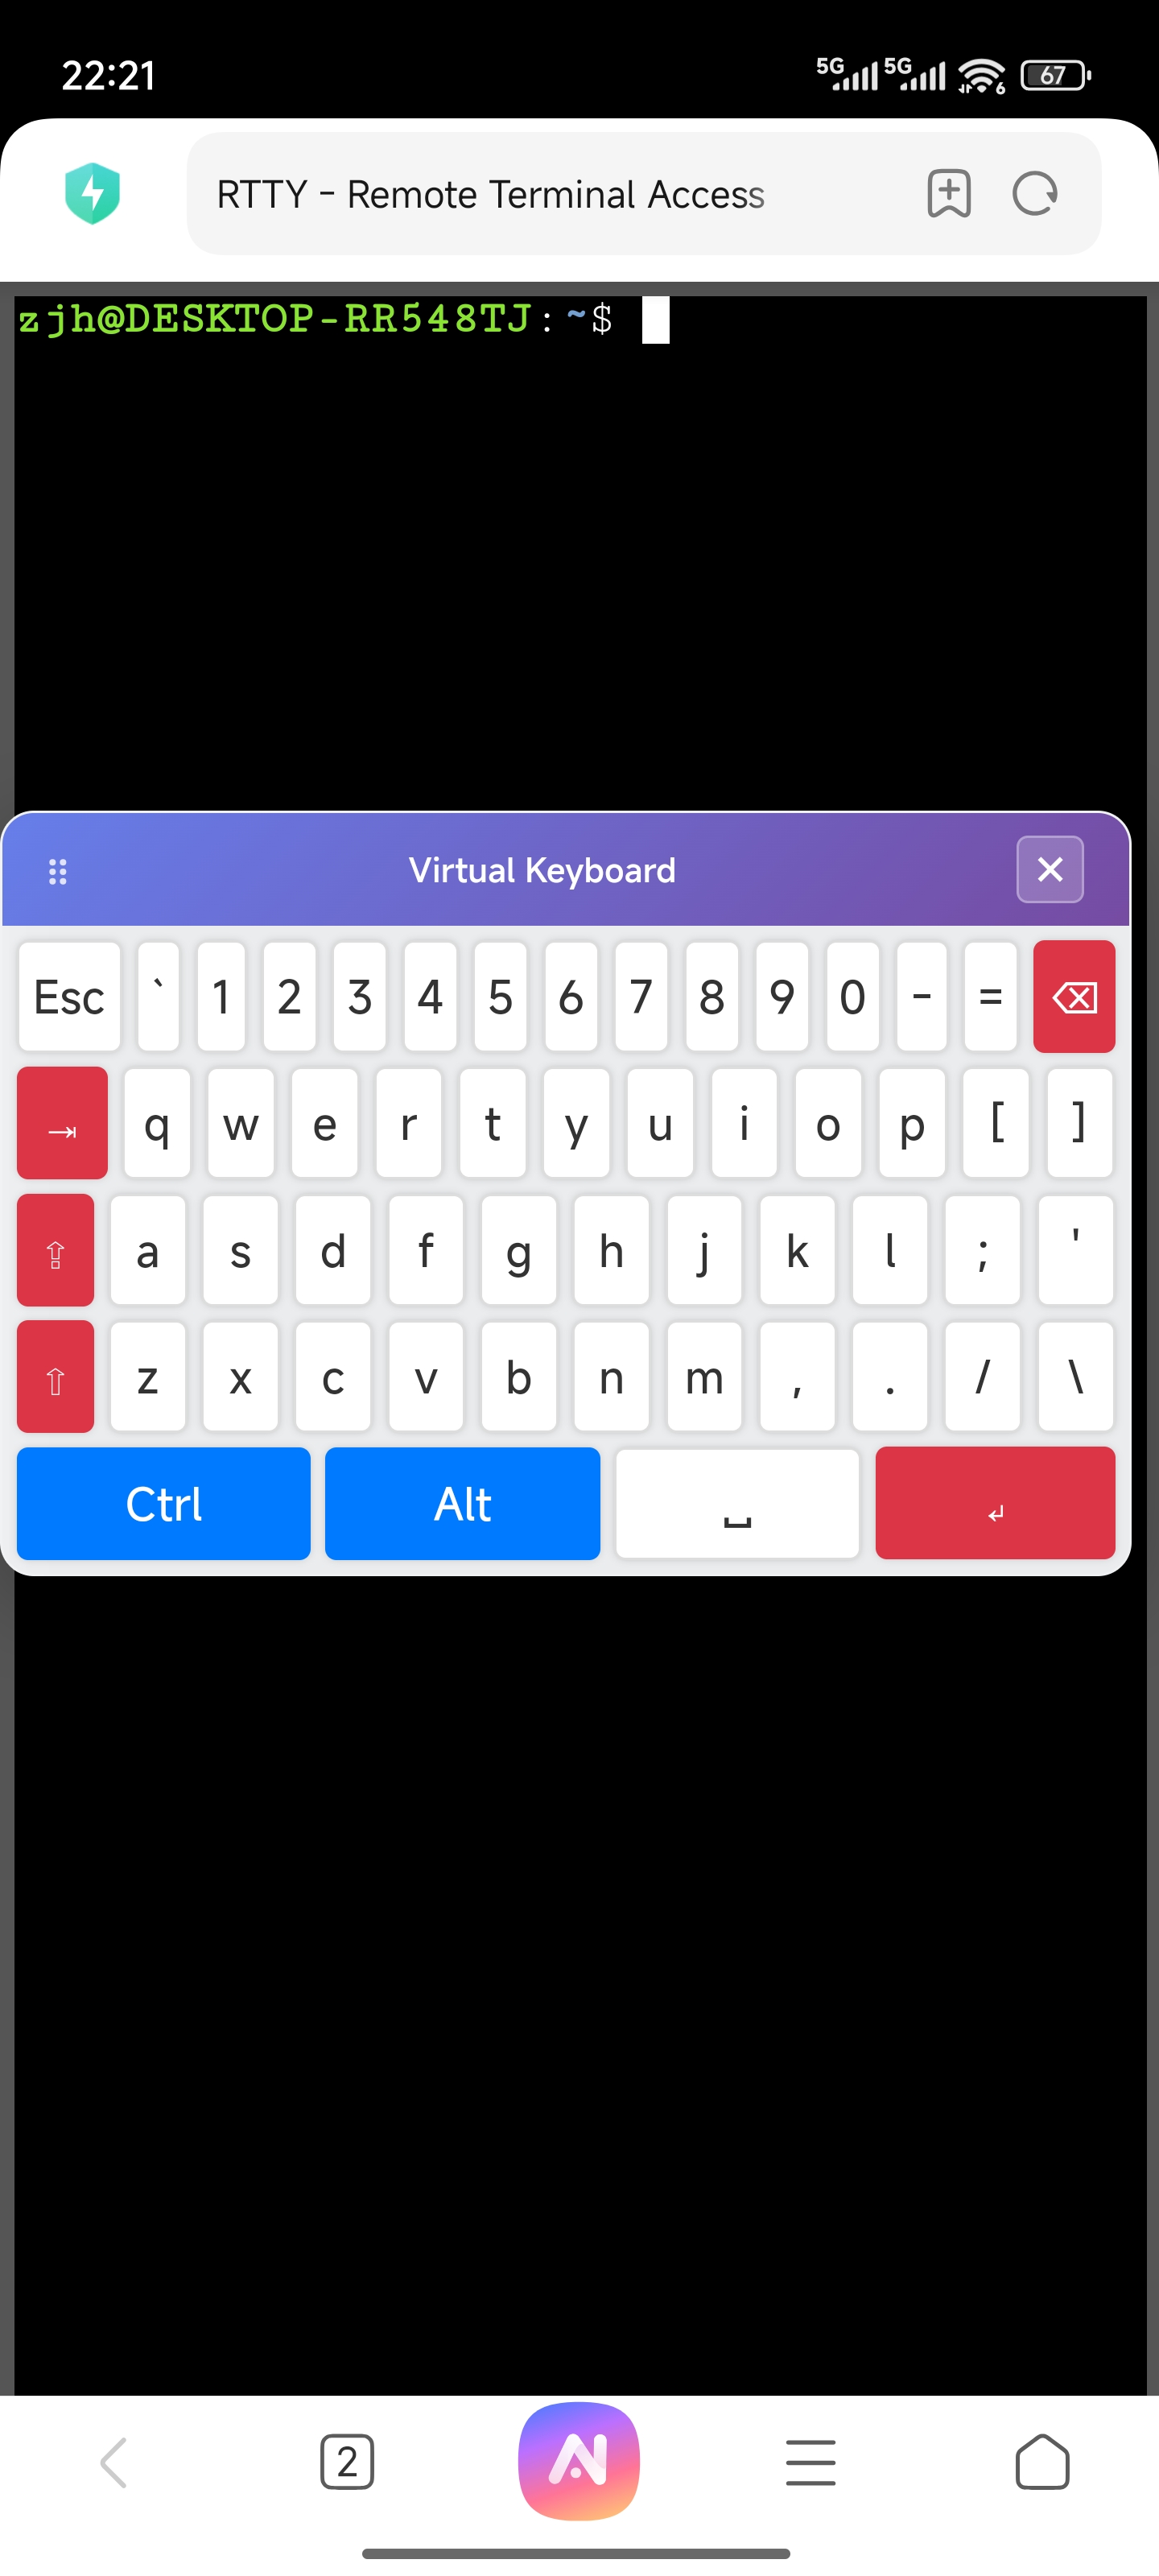 22:21 5G 5G 6 67
RTTY - Remote Terminal Access
zjh@DESKTOP-RR548TJ:~$
Virtual Keyboard
Esc ` 1 2 3 4 5 6 7 8 9 0 - =
q w e r t y u i o p [ ]
a s d f g h j k l ; '
z x c v b n m , . / \
Ctrl Alt
2